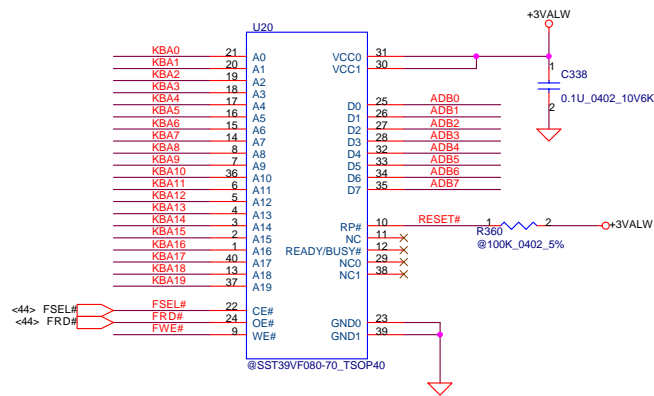 U20
+3VALW
KBA0 21 A0 VCC0 31
KBA1 20 A1 VCC1 30
KBA2 19 A2
KBA3 18 A3
KBA4 17 A4 D0 25 ADB0
KBA5 16 A5 D1 26 ADB1
KBA6 15 A6 D2 27 ADB2
KBA7 14 A7 D3 28 ADB3
KBA8 8 A8 D4 32 ADB4
KBA9 7 A9 D5 33 ADB5
KBA10 36 A10 D6 34 ADB6
KBA11 6 A11 D7 35 ADB7
KBA12 5 A12
KBA13 4 A13
KBA14 3 A14 RP# 10 RESET# 1 2 +3VALW
KBA15 2 A15 NC 11
KBA16 1 A16 READY/BUSY# 12
KBA17 40 A17 NC0 29
KBA18 13 A18 NC1 38
KBA19 37 A19
1
C338
0.1U_0402_10V6K
2
R360
@100K_0402_5%
<44> FSEL# FSEL# 22 CE# GND0 23
<44> FRD# FRD# 24 OE# GND1 39
FWE# 9 WE#
@SST39VF080-70_TSOP40